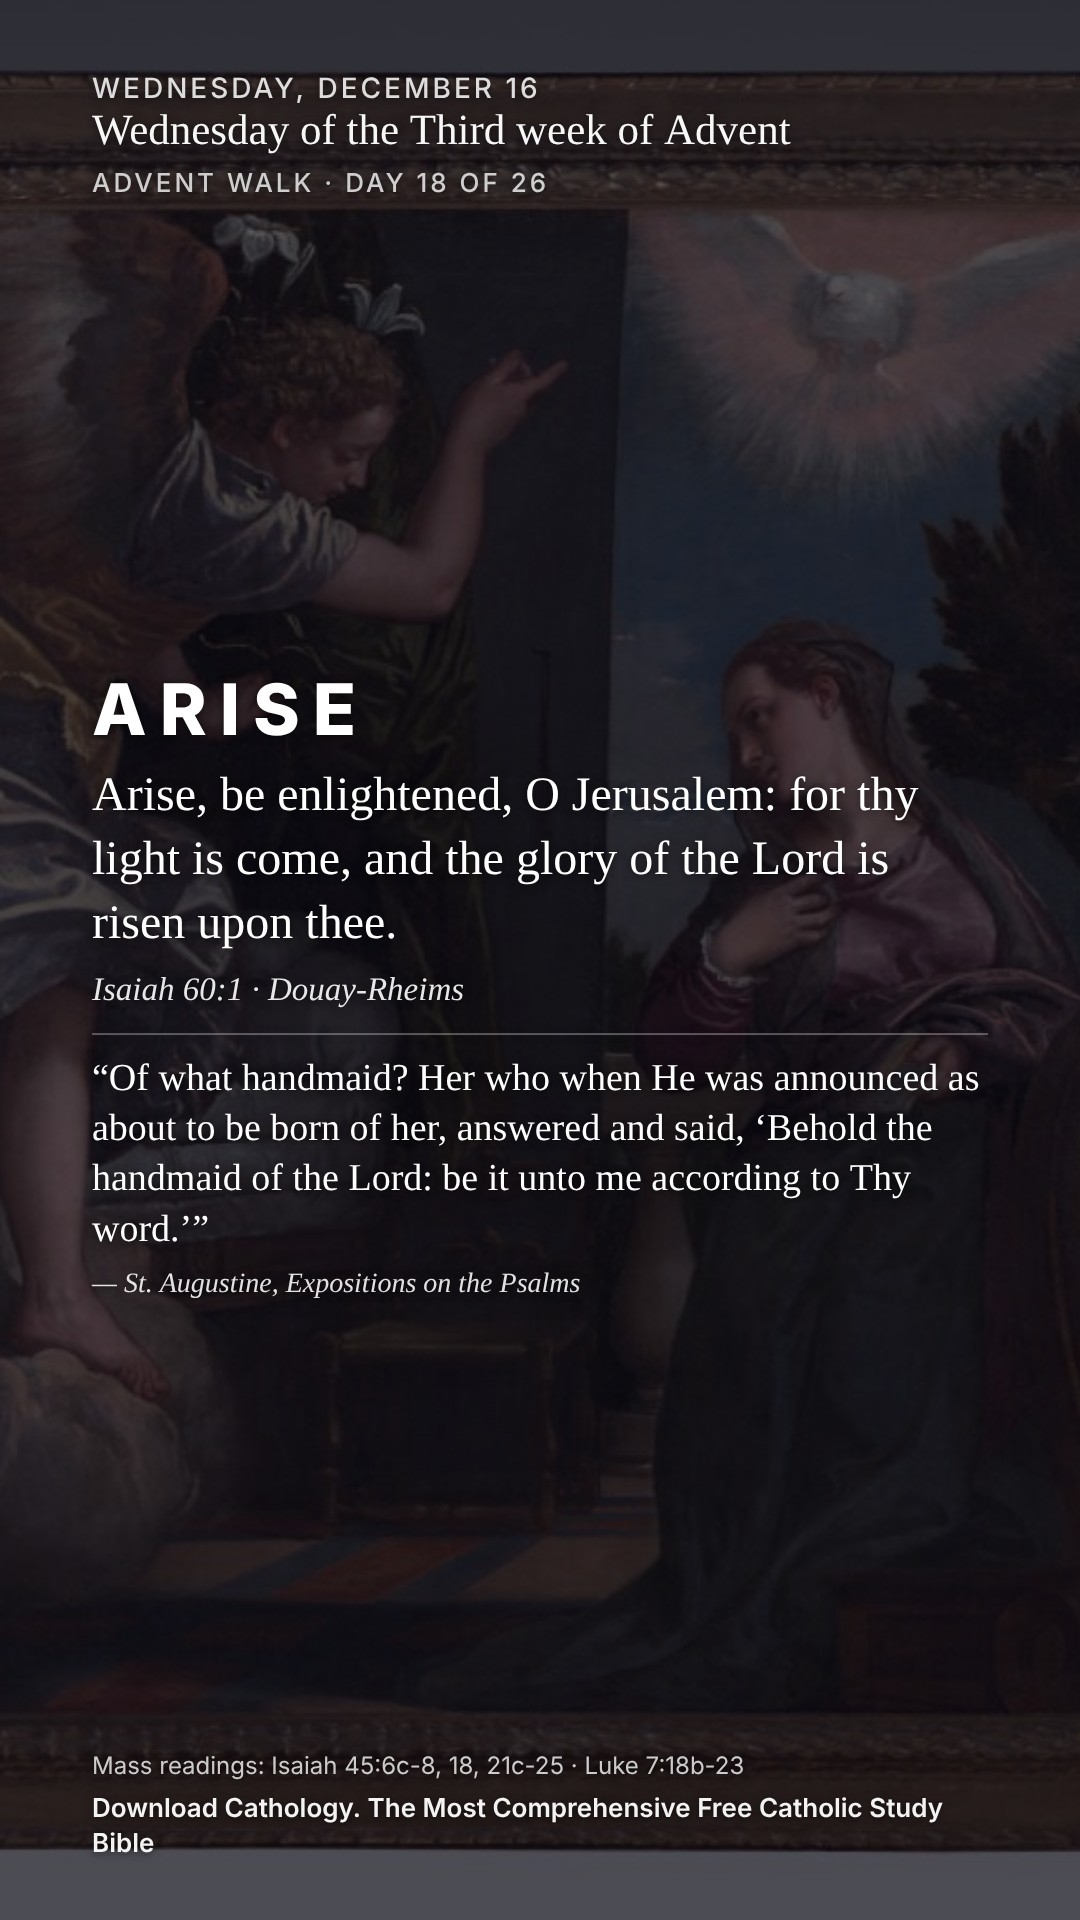 WEDNESDAY, DECEMBER 16
Wednesday of the Third week of Advent
ADVENT WALK · DAY 18 OF 26
ARISE
Arise, be enlightened, O Jerusalem: for thy
light is come, and the glory of the Lord is
risen upon thee.
Isaiah 60:1 · Douay-Rheims
“Of what handmaid? Her who when He was announced as
about to be born of her, answered and said, ‘Behold the
handmaid of the Lord: be it unto me according to Thy
word.’”
— St. Augustine, Expositions on the Psalms
Mass readings: Isaiah 45:6c-8, 18, 21c-25 · Luke 7:18b-23
Download Cathology. The Most Comprehensive Free Catholic Study
Bible